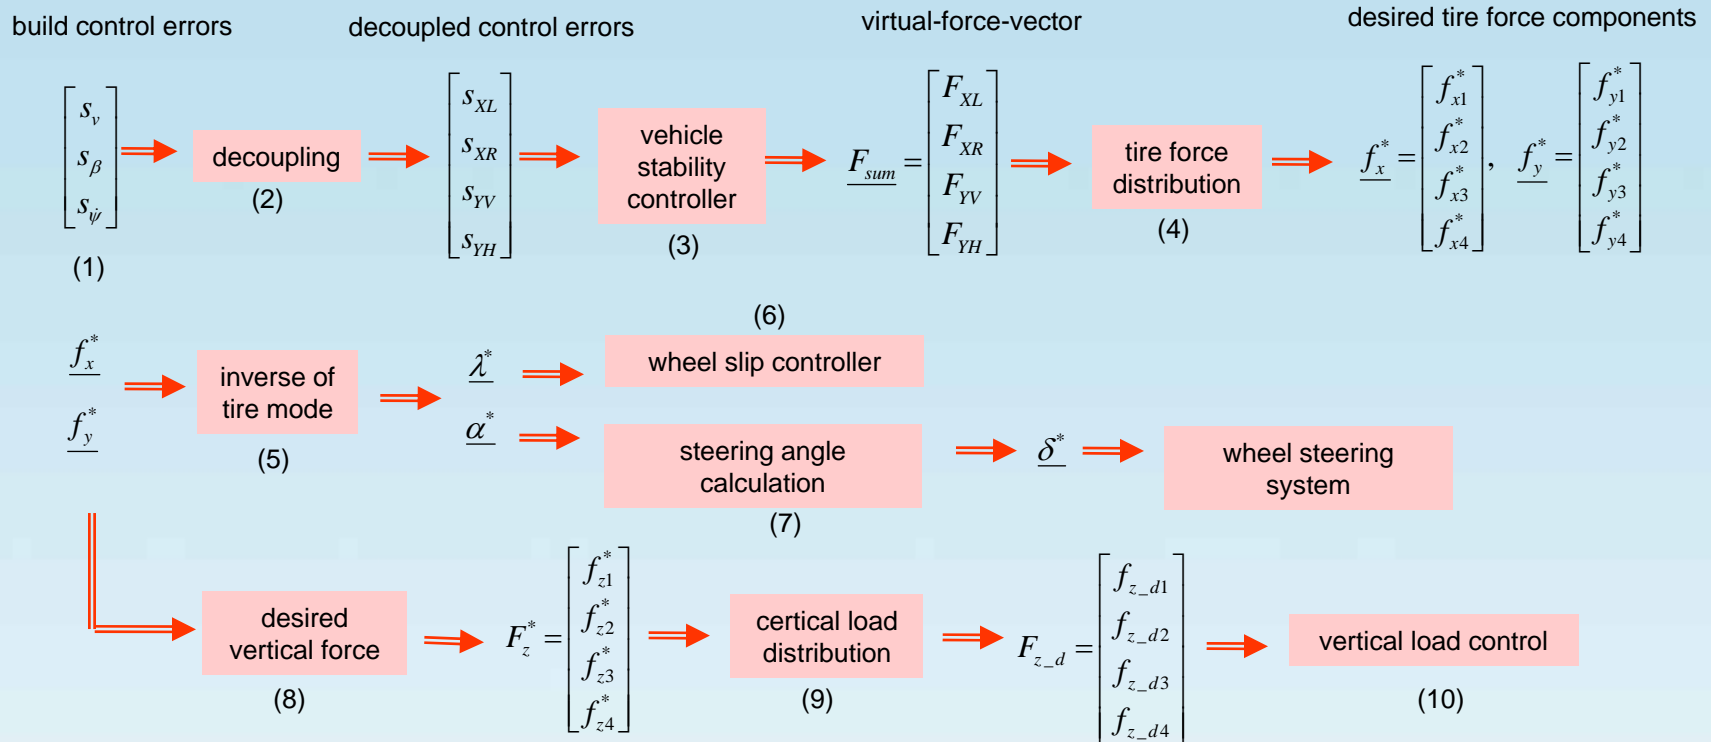 build control errors
decoupled control errors
virtual-force-vector
desired tire force components
s_v
s_β
s_ψ̇
(1)
decoupling
(2)
s_XL
s_XR
s_YV
s_YH
vehicle
stability
controller
(3)
F_sum =
F_XL
F_XR
F_YV
F_YH
tire force
distribution
(4)
f_x^* =
f_x1^*
f_x2^*
f_x3^*
f_x4^*
, f_y^* =
f_y1^*
f_y2^*
f_y3^*
f_y4^*
f_x^*
f_y^*
inverse of
tire mode
(5)
λ^*
α^*
(6)
wheel slip controller
steering angle
calculation
(7)
δ^*
wheel steering
system
desired
vertical force
(8)
F_z^* =
f_z1^*
f_z2^*
f_z3^*
f_z4^*
certical load
distribution
(9)
F_z_d =
f_z_d1
f_z_d2
f_z_d3
f_z_d4
vertical load control
(10)